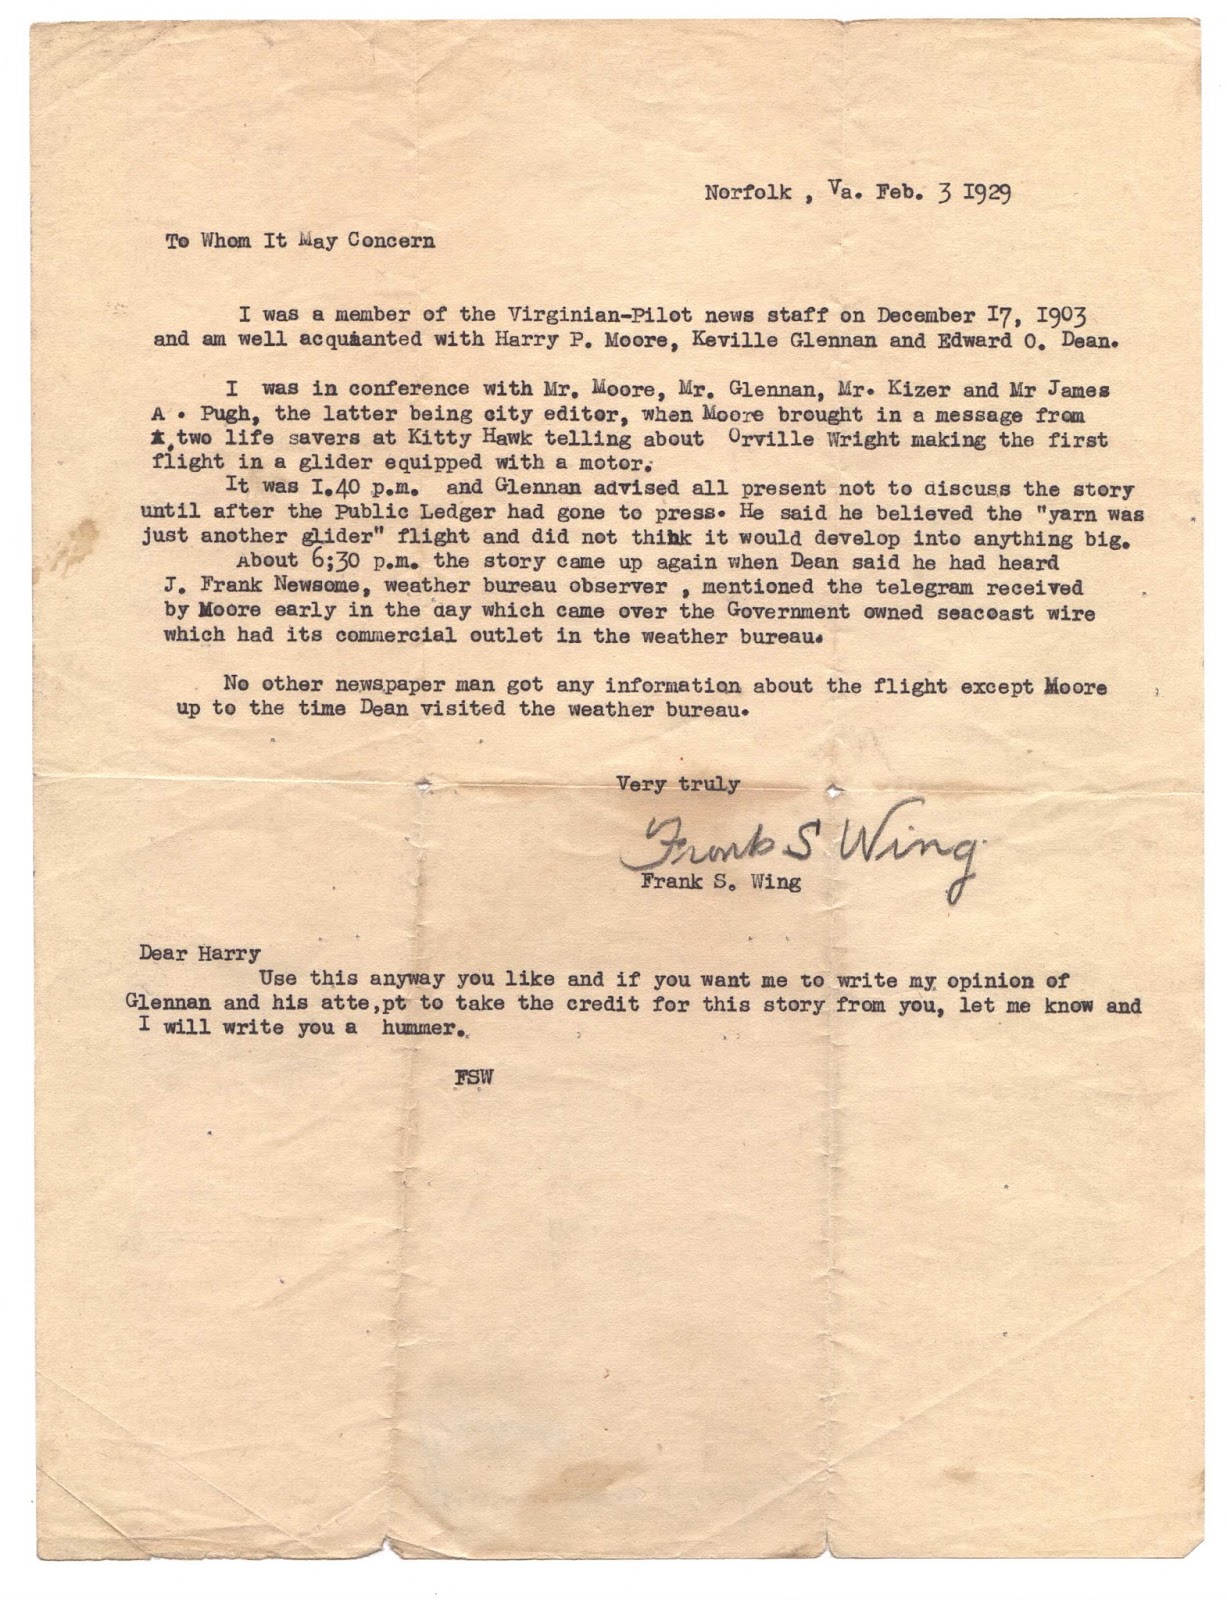 Norfolk , Va. Feb. 3 1929
To Whom It May Concern
I was a member of the Virginian-Pilot news staff on December 17, 1903
and am well acquaanted with Harry P. Moore, Keville Glennan and Edward O. Dean.
I was in conference with Mr. Moore, Mr. Glennan, Mr. Kizer and Mr James
A . Pugh, the latter being city editor, when Moore brought in a message from
two life savers at Kitty Hawk telling about Orville Wright making the first
flight in a glider equipped with a motor.
It was I.40 p.m. and Glennan advised all present not to discuss the story
until after the Public Ledger had gone to press. He said he believed the "yarn was
just another glider" flight and did not think it would develop into anything big.
About 6;30 p.m. the story came up again when Dean said he had heard
J. Frank Newsome, weather bureau observer , mentioned the telegram received
by Moore early in the day which came over the Government owned seacoast wire
which had its commercial outlet in the weather bureau.
No other newspaper man got any information about the flight except Moore
up to the time Dean visited the weather bureau.
Very truly
Frank S Wing
Frank S. Wing
Dear Harry
Use this anyway you like and if you want me to write my opinion of
Glennan and his atte,pt to take the credit for this story from you, let me know and
I will write you a hummer.
FSW